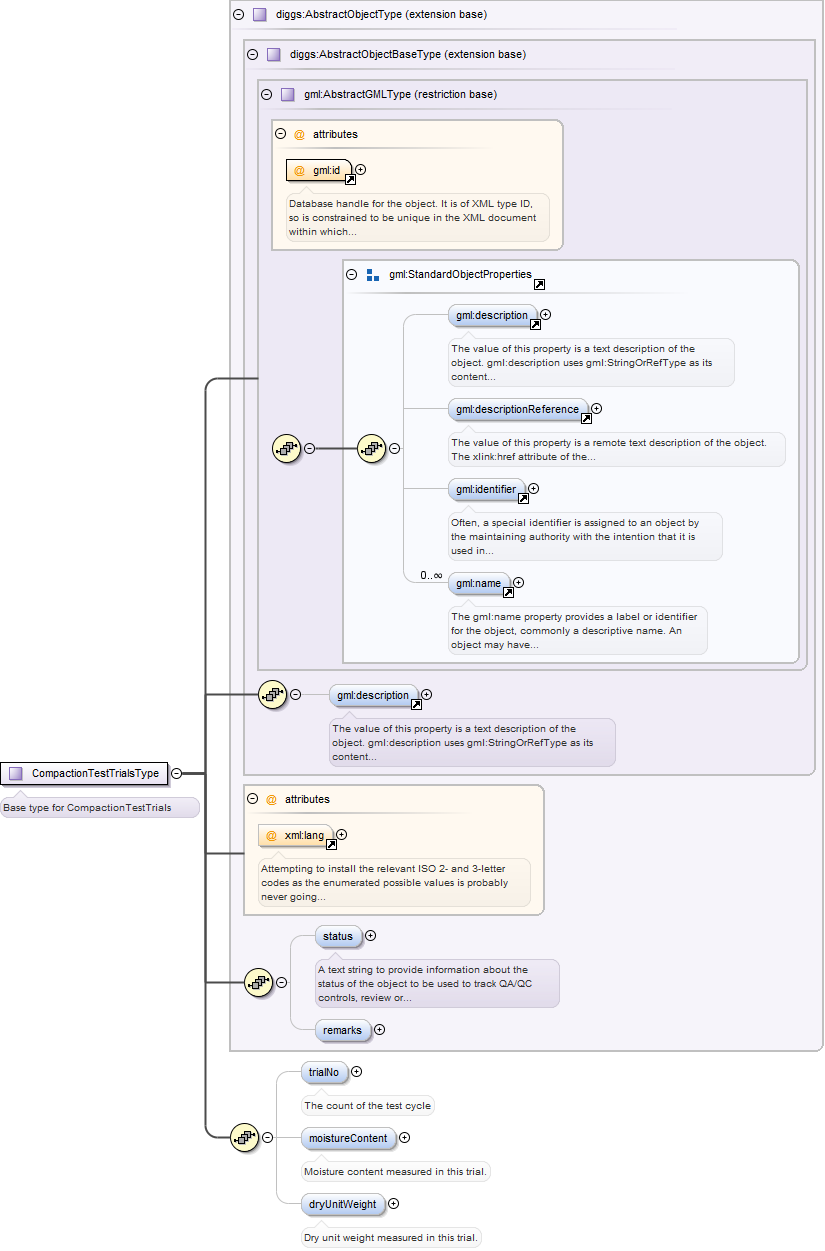 diggs:AbstractObjectType (extension base)
diggs:AbstractObjectBaseType (extension base)
gml:AbstractGMLType (restriction base)
@ attributes
@ gml:id
Database handle for the object. It is of XML type ID,
so is constrained to be unique in the XML document
within which...
gml:StandardObjectProperties
gml:description
The value of this property is a text description of the
object. gml:description uses gml:StringOrRefType as its
content...
gml:descriptionReference
The value of this property is a remote text description of the object.
The xlink:href attribute of the...
gml:identifier
Often, a special identifier is assigned to an object by
the maintaining authority with the intention that it is
used in...
0..∞
gml:name
The gml:name property provides a label or identifier
for the object, commonly a descriptive name. An
object may have...
gml:description
The value of this property is a text description of the
object. gml:description uses gml:StringOrRefType as its
content...
CompactionTestTrialsType
Base type for CompactionTestTrials
@ attributes
@ xml:lang
Attempting to install the relevant ISO 2- and 3-letter
codes as the enumerated possible values is probably
never going...
status
A text string to provide information about the
status of the object to be used to track QA/QC
controls, review or...
remarks
trialNo
The count of the test cycle
moistureContent
Moisture content measured in this trial.
dryUnitWeight
Dry unit weight measured in this trial.